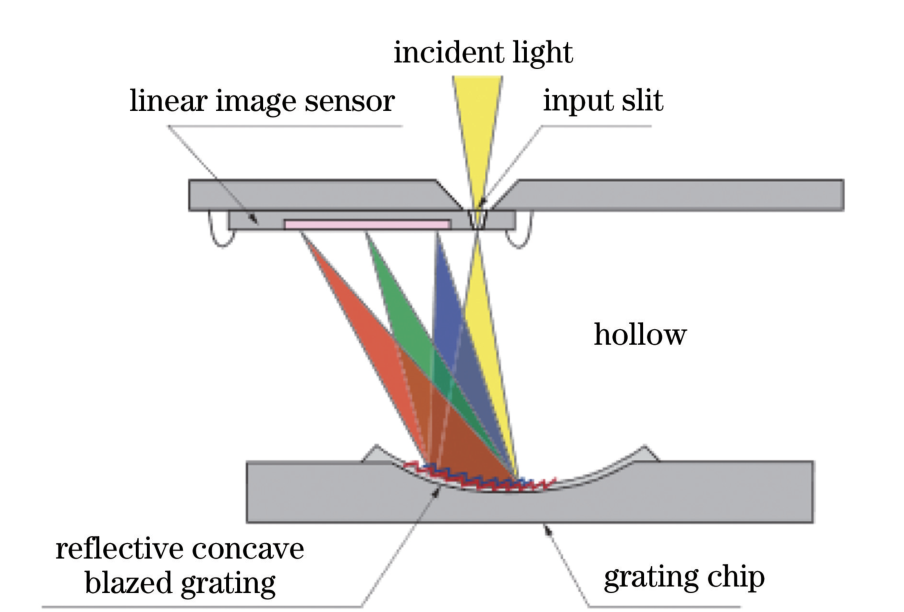 incident light
linear image sensor
input slit
hollow
reflective concave
blazed grating
grating chip